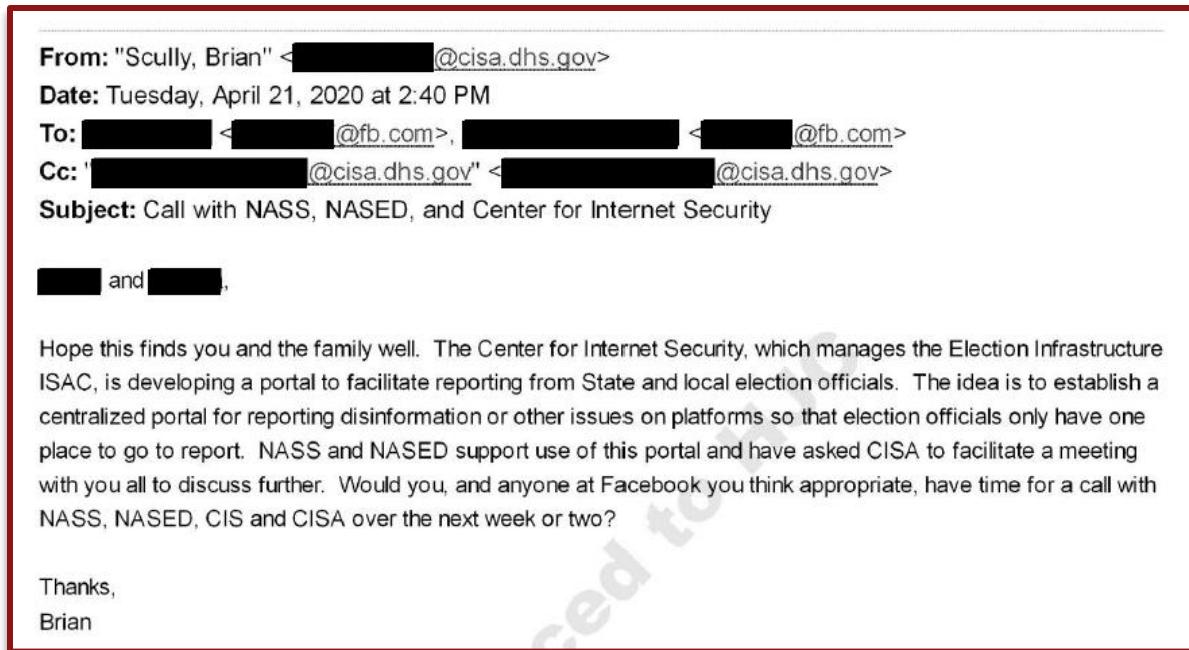 From: "Scully, Brian" < @cisa.dhs.gov>
Date: Tuesday, April 21, 2020 at 2:40 PM
To: < @fb.com>, < @fb.com>
Cc: " @cisa.dhs.gov" < @cisa.dhs.gov>
Subject: Call with NASS, NASED, and Center for Internet Security
and ,
Hope this finds you and the family well. The Center for Internet Security, which manages the Election Infrastructure
ISAC, is developing a portal to facilitate reporting from State and local election officials. The idea is to establish a
centralized portal for reporting disinformation or other issues on platforms so that election officials only have one
place to go to report. NASS and NASED support use of this portal and have asked CISA to facilitate a meeting
with you all to discuss further. Would you, and anyone at Facebook you think appropriate, have time for a call with
NASS, NASED, CIS and CISA over the next week or two?
Thanks,
Brian
ced to HJC